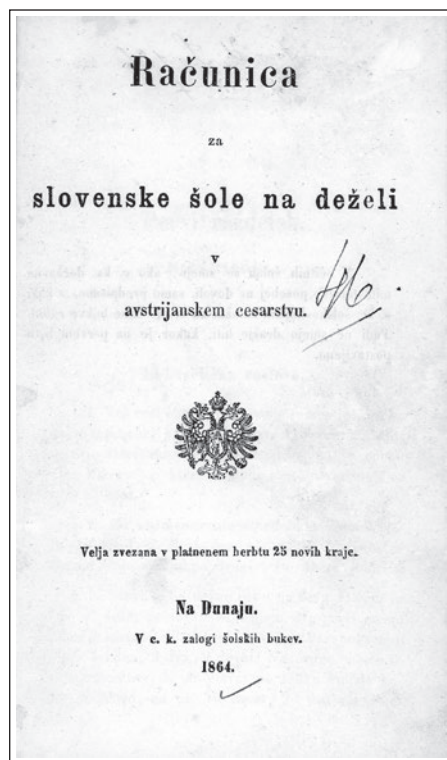 Računica
za
slovenske šole na deželi
v
avstrijanskem cesarstvu.
Velja zvezana v platnenem herbtu 25 novih krajc.
Na Dunaju.
V c. k. zalogi šolskih bukev.
1864.